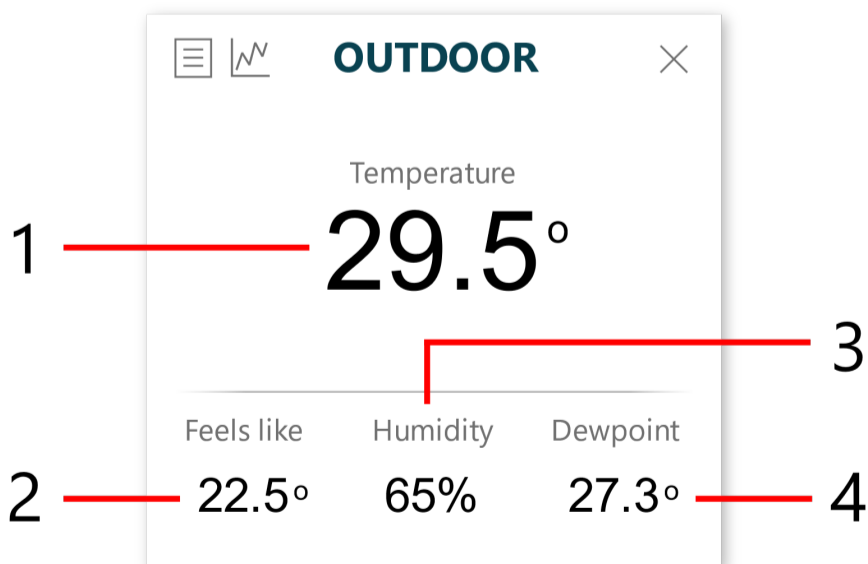 OUTDOOR
Temperature
1
29.5°
3
Feels like Humidity Dewpoint
2 22.5° 65% 27.3° 4